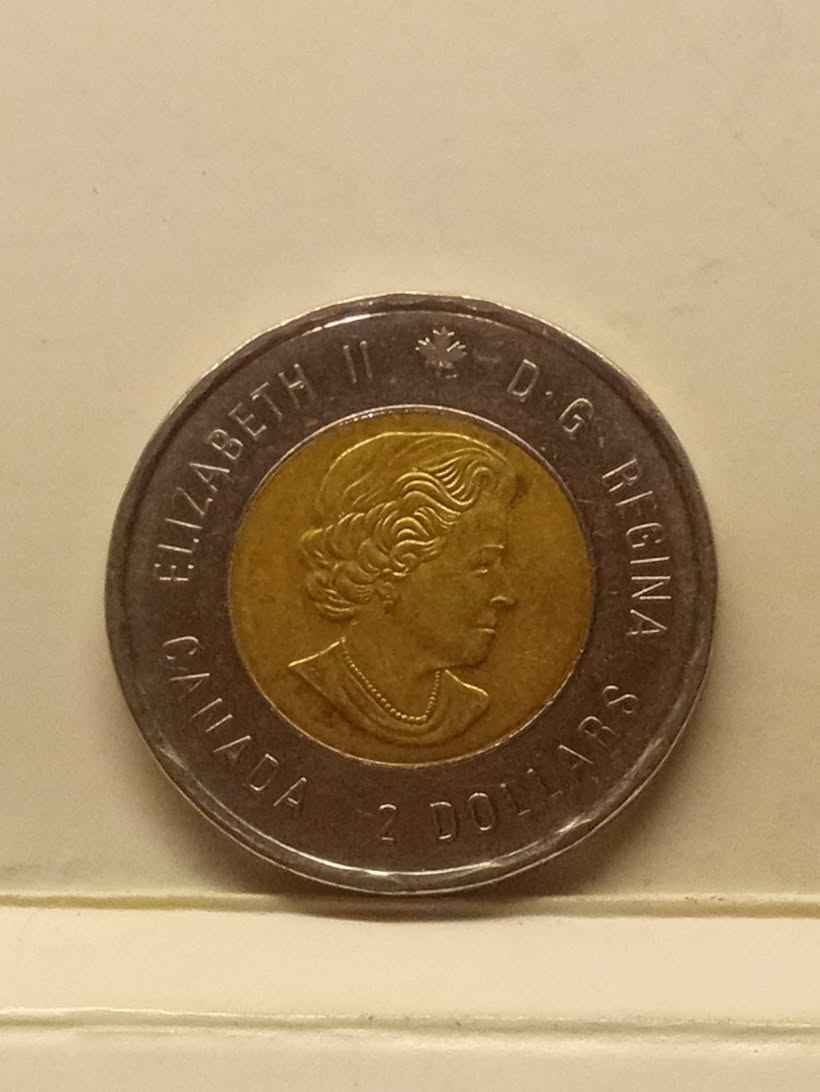 ELIZABETH II D·G·REGINA
CANADA 2 DOLLARS